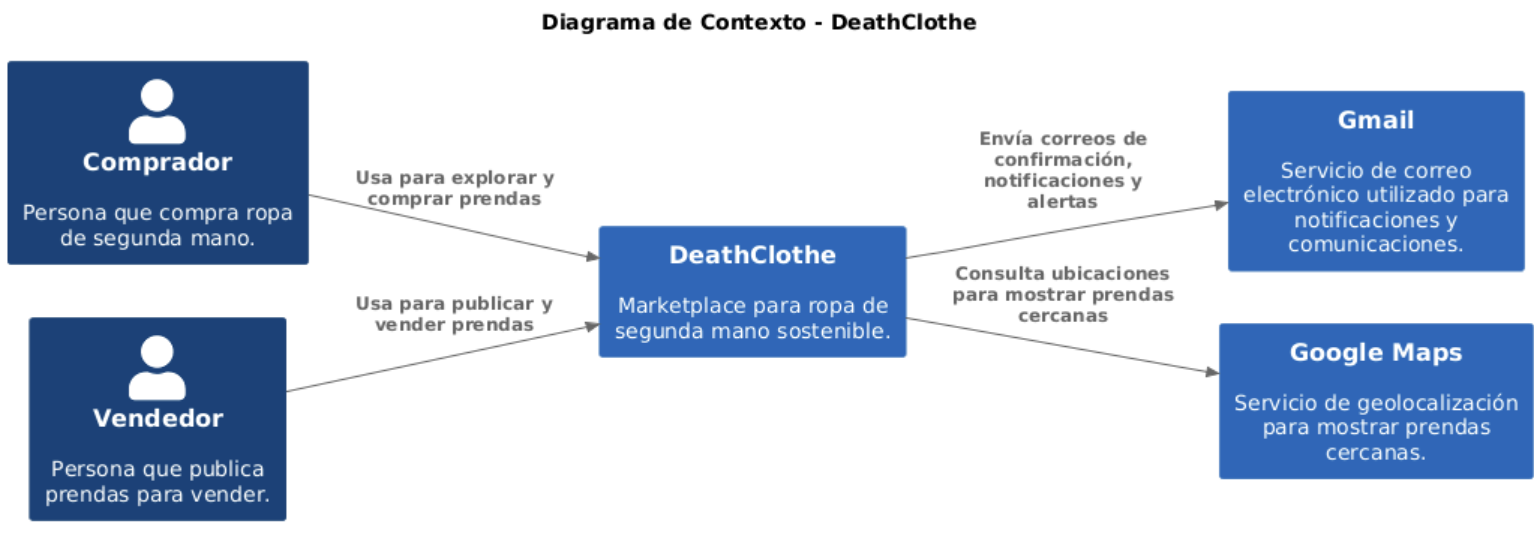 Diagrama de Contexto - DeathClothe
Comprador
Persona que compra ropa
de segunda mano.
Usa para explorar y
comprar prendas
Vendedor
Persona que publica
prendas para vender.
Usa para publicar y
vender prendas
DeathClothe
Marketplace para ropa de
segunda mano sostenible.
Envía correos de
confirmación,
notificaciones y
alertas
Consulta ubicaciones
para mostrar prendas
cercanas
Gmail
Servicio de correo
electrónico utilizado para
notificaciones y
comunicaciones.
Google Maps
Servicio de geolocalización
para mostrar prendas
cercanas.